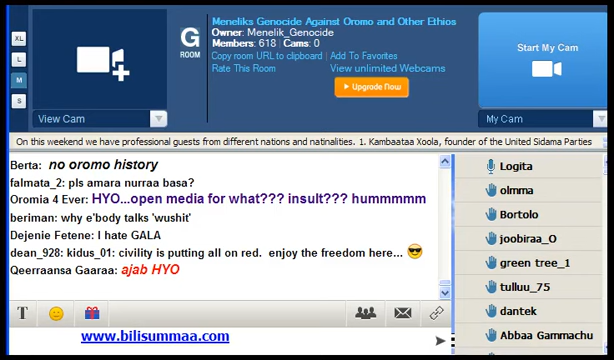 XL
L
M
S
View Cam
G
ROOM
Meneliks Genocide Against Oromo and Other Ethios
Owner: Menelik_Genocide
Members: 618 | Cams: 0
Copy room URL to clipboard | Add To Favorites
Rate This Room View unlimited Webcams
Upgrade Now
Start My Cam
My Cam
On this weekend we have professional guests from different nations and natinalities. 1. Kambaataa Xoola, founder of the United Sidama Parties
Berta: no oromo history
falmata_2: pls amara nurraa basa?
Oromia 4 Ever: HYO...open media for what??? insult??? hummmmm
beriman: why e'body talks 'wushit'
Dejenie Fetene: I hate GALA
dean_928: kidus_01: civility is putting all on red. enjoy the freedom here...
Qeerraansa Gaaraa: ajab HYO
T
www.bilisummaa.com
Logita
olmma
Bortolo
joobiraa_O
green tree_1
tulluu_75
dantek
Abbaa Gammachu